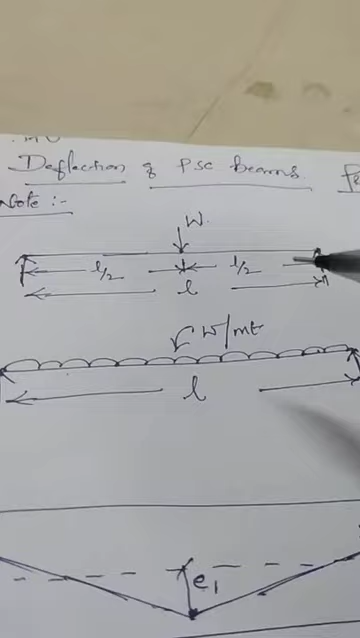 Deflection of PSC beams.
Note :-
W.
l/2 l/2
l
W/mt
l
e1